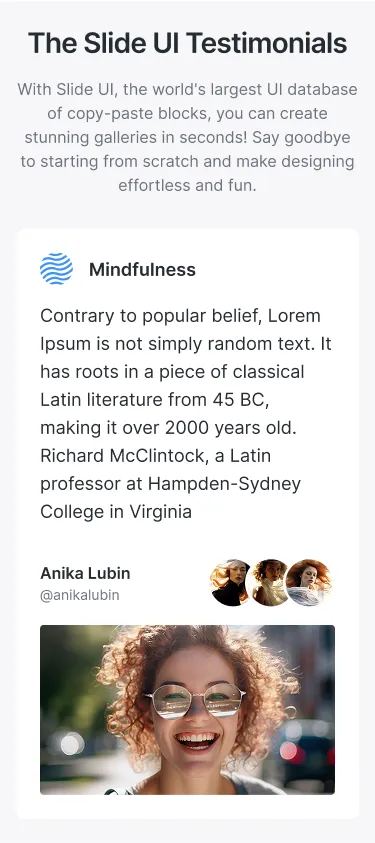 The Slide UI Testimonials
With Slide UI, the world's largest UI database
of copy-paste blocks, you can create
stunning galleries in seconds! Say goodbye
to starting from scratch and make designing
effortless and fun.
Mindfulness
Contrary to popular belief, Lorem
Ipsum is not simply random text. It
has roots in a piece of classical
Latin literature from 45 BC,
making it over 2000 years old.
Richard McClintock, a Latin
professor at Hampden-Sydney
College in Virginia
Anika Lubin
@anikalubin